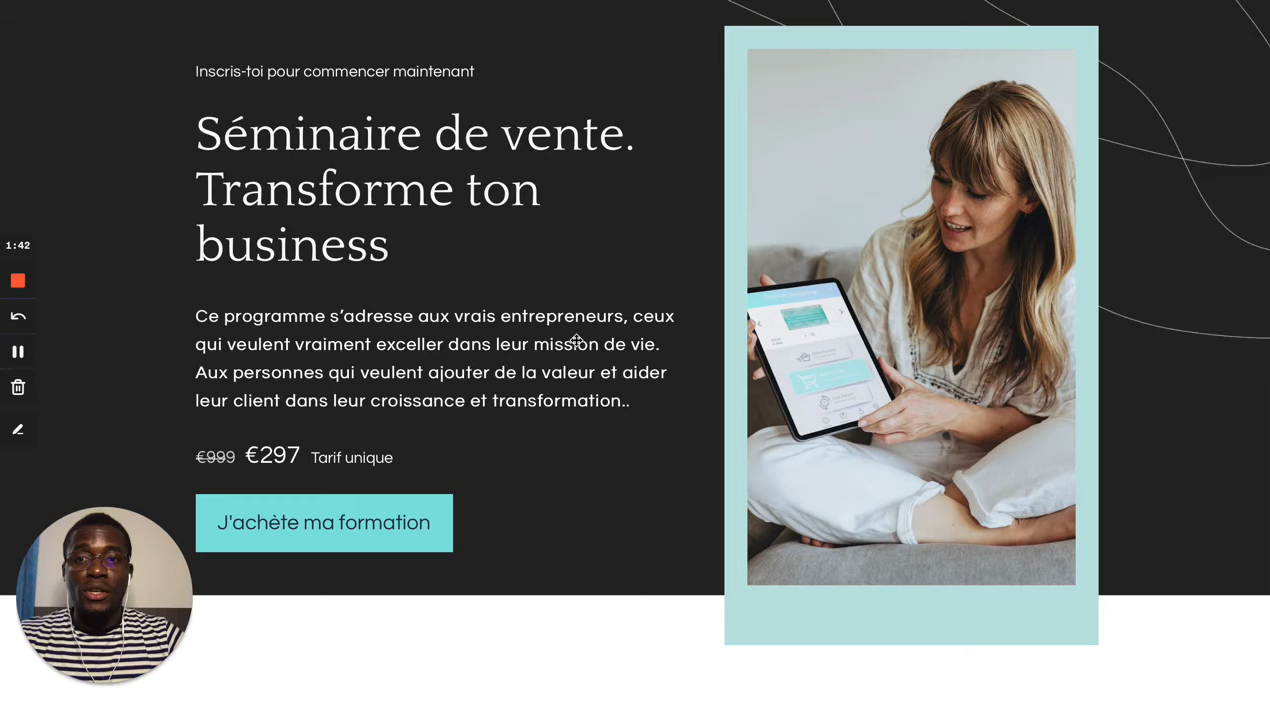 Inscris-toi pour commencer maintenant
Séminaire de vente.
Transforme ton
business
Ce programme s’adresse aux vrais entrepreneurs, ceux
qui veulent vraiment exceller dans leur mission de vie.
Aux personnes qui veulent ajouter de la valeur et aider
leur client dans leur croissance et transformation..
€999 €297 Tarif unique
J'achète ma formation
1:42